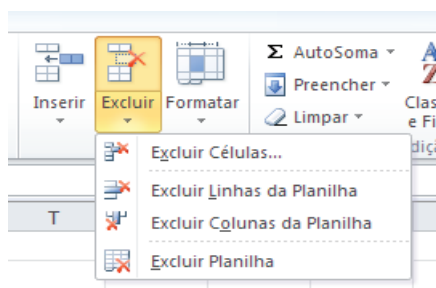 Σ AutoSoma
Preencher
Inserir Excluir Formatar
Limpar
Clas
e Fi
Excluir Células...
Excluir Linhas da Planilha
T
Excluir Colunas da Planilha
Excluir Planilha